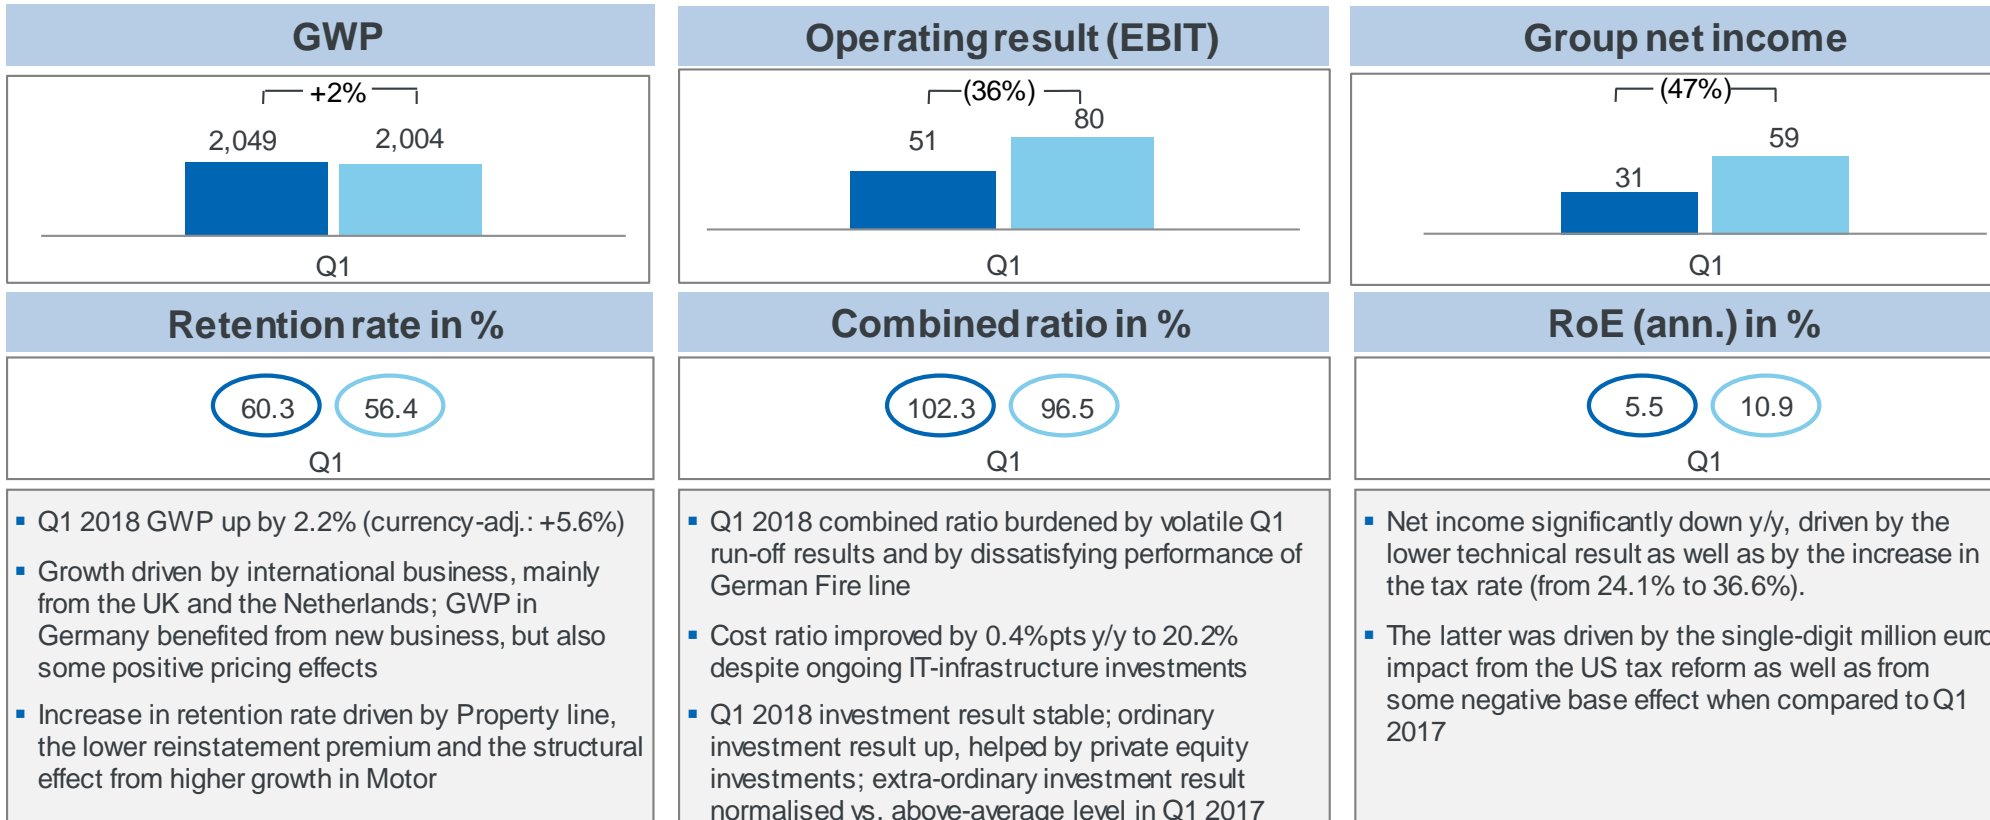 GWP
+2%
2,049
2,004
Q1
Operating result (EBIT)
(36%)
51
80
Q1
Group net income
(47%)
31
59
Q1
Retention rate in %
60.3
56.4
Q1
Combined ratio in %
102.3
96.5
Q1
RoE (ann.) in %
5.5
10.9
Q1
▪ Q1 2018 GWP up by 2.2% (currency-adj.: +5.6%)
▪ Growth driven by international business, mainly
from the UK and the Netherlands; GWP in
Germany benefited from new business, but also
some positive pricing effects
▪ Increase in retention rate driven by Property line,
the lower reinstatement premium and the structural
effect from higher growth in Motor
▪ Q1 2018 combined ratio burdened by volatile Q1
run-off results and by dissatisfying performance of
German Fire line
▪ Cost ratio improved by 0.4%pts y/y to 20.2%
despite ongoing IT-infrastructure investments
▪ Q1 2018 investment result stable; ordinary
investment result up, helped by private equity
investments; extra-ordinary investment result
normalised vs. above-average level in Q1 2017
▪ Net income significantly down y/y, driven by the
lower technical result as well as by the increase in
the tax rate (from 24.1% to 36.6%).
▪ The latter was driven by the single-digit million euro
impact from the US tax reform as well as from
some negative base effect when compared to Q1
2017